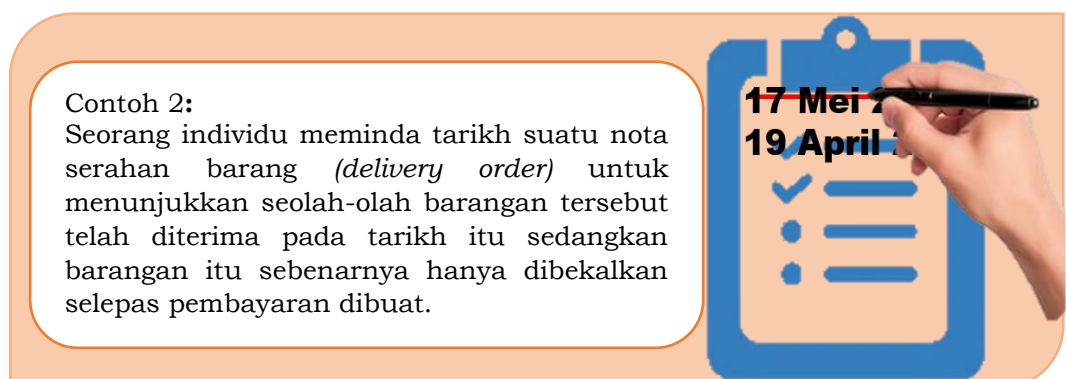 Contoh 2:
Seorang individu meminda tarikh suatu nota
serahan barang (delivery order) untuk
menunjukkan seolah-olah barangan tersebut
telah diterima pada tarikh itu sedangkan
barangan itu sebenarnya hanya dibekalkan
selepas pembayaran dibuat.
17 Mei
19 April